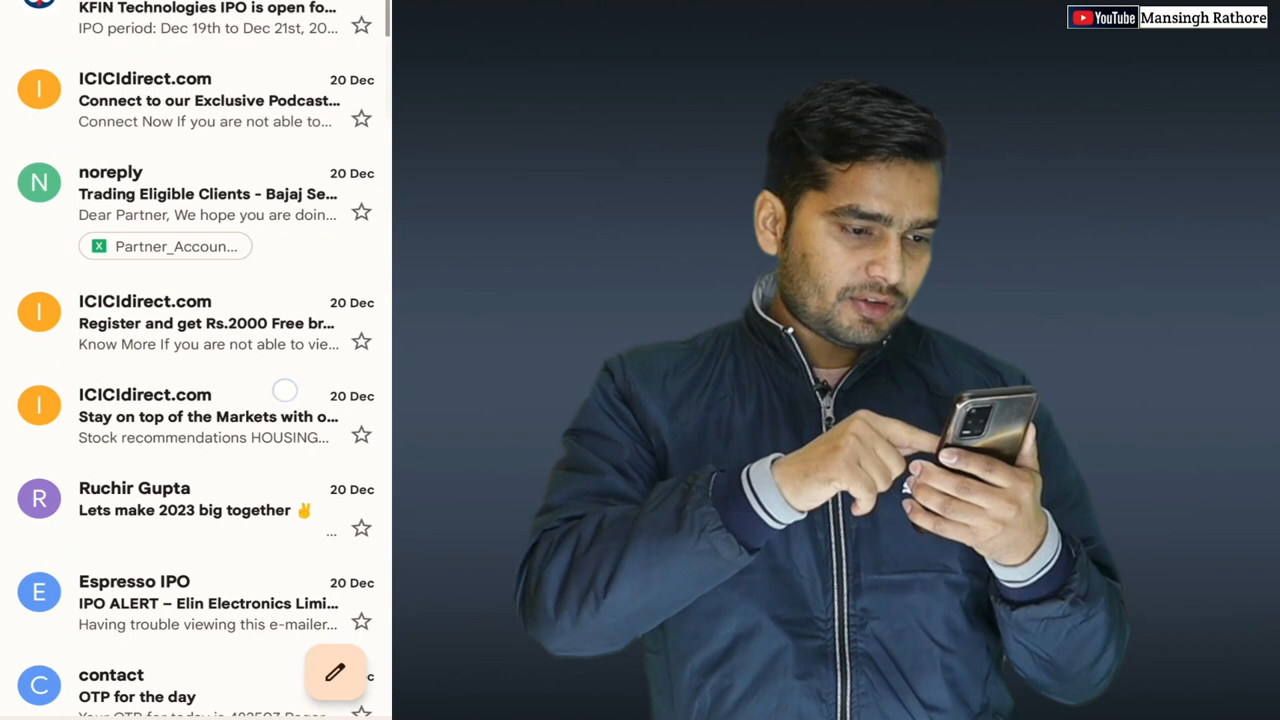 KFIN Technologies IPO is open fo...
IPO period: Dec 19th to Dec 21st, 20...
I
ICICIdirect.com
20 Dec
Connect to our Exclusive Podcast...
Connect Now If you are not able to...
N
noreply
20 Dec
Trading Eligible Clients - Bajaj Se...
Dear Partner, We hope you are doin...
X Partner_Accoun...
I
ICICIdirect.com
20 Dec
Register and get Rs.2000 Free br...
Know More If you are not able to vie...
I
ICICIdirect.com
20 Dec
Stay on top of the Markets with o...
Stock recommendations HOUSING...
R
Ruchir Gupta
20 Dec
Lets make 2023 big together ✌️
...
E
Espresso IPO
20 Dec
IPO ALERT – Elin Electronics Limi...
Having trouble viewing this e-mailer...
C
contact
OTP for the day
YouTube Mansingh Rathore